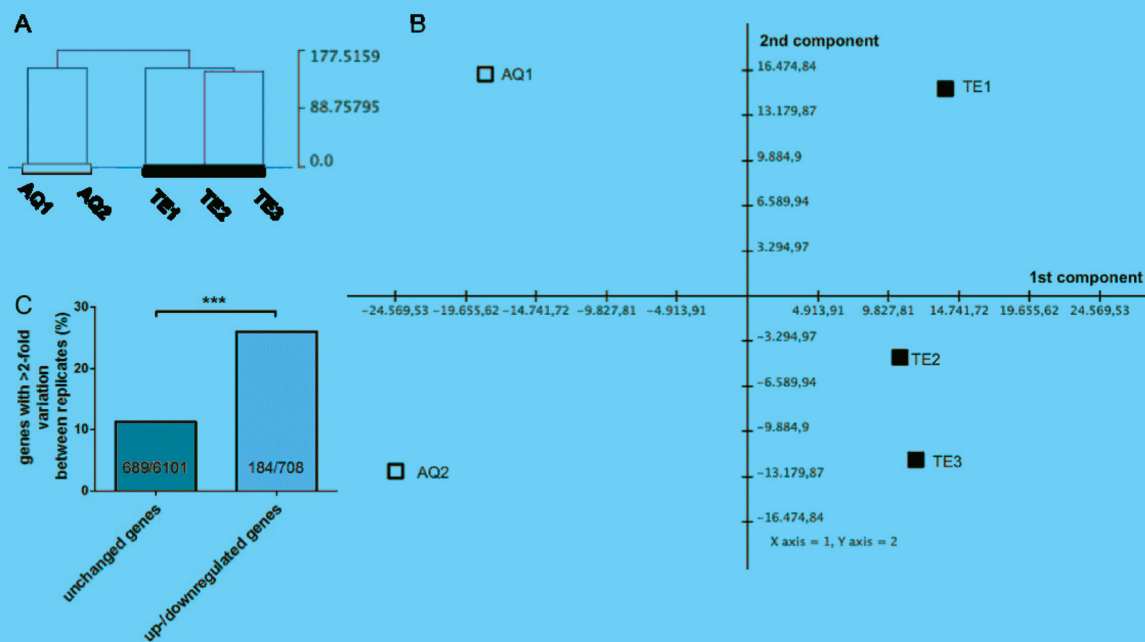 A
177.5159
88.75795
0.0
AQ1
AQ2
TE1
TE2
TE3
B
2nd component
16.474,84
13.179,87
9.884,9
6.589,94
3.294,97
1st component
−24.569,53
−19.655,62
−14.741,72
−9.827,81
−4.913,91
4.913,91
9.827,81
14.741,72
19.655,62
24.569,53
−3.294,97
−6.589,94
−9.884,9
−13.179,87
−16.474,84
AQ1
TE1
TE2
TE3
AQ2
X axis = 1, Y axis = 2
C
genes with >2-fold
variation
between replicates (%)
30
20
10
0
***
689/6101
184/708
unchanged genes
up-/downregulated genes